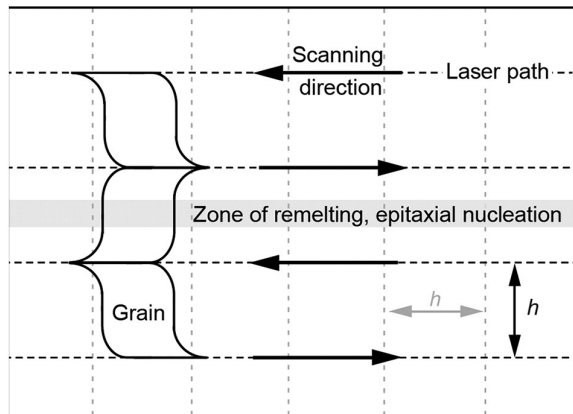 Scanning
direction
Laser path
Zone of remelting, epitaxial nucleation
h
h
Grain